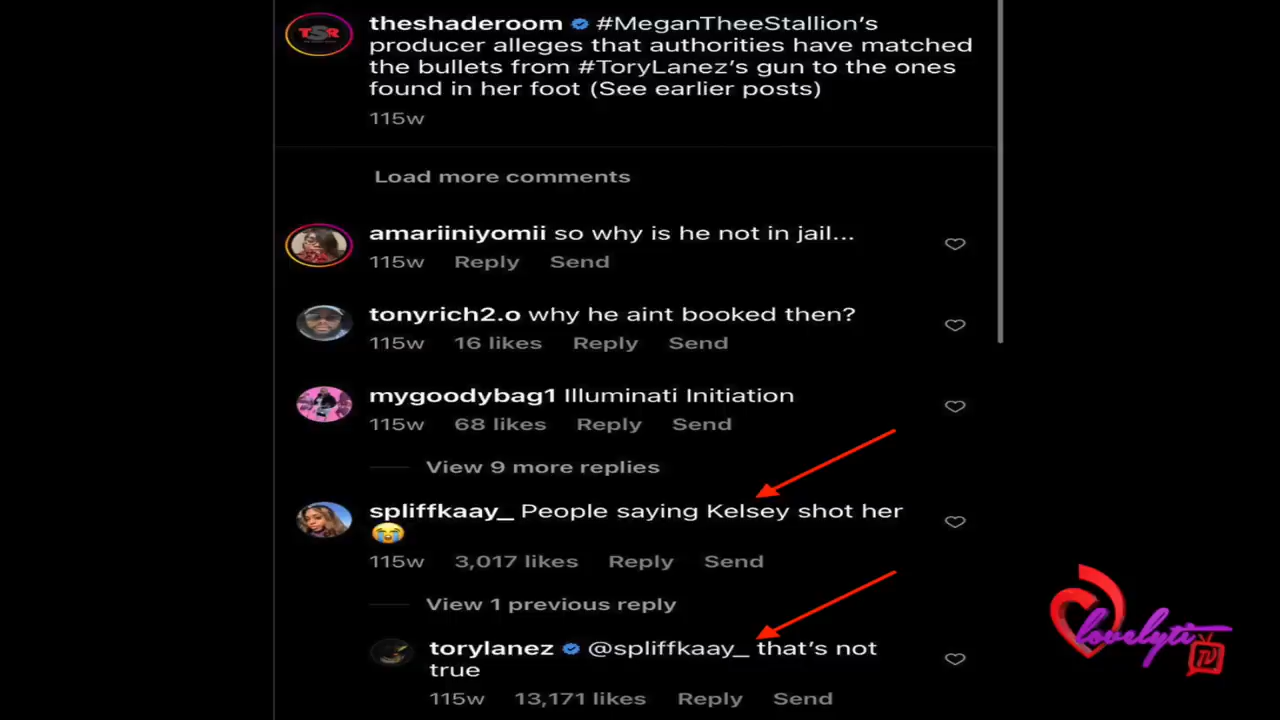 theshaderoom #MeganTheeStallion's
producer alleges that authorities have matched
the bullets from #ToryLanez's gun to the ones
found in her foot (See earlier posts)
115w
Load more comments
amariiniyomii so why is he not in jail...
115w Reply Send
tonyrich2.o why he aint booked then?
115w 16 likes Reply Send
mygoodybag1 Illuminati Initiation
115w 68 likes Reply Send
View 9 more replies
spliffkaay_ People saying Kelsey shot her
😭
115w 3,017 likes Reply Send
View 1 previous reply
torylanez @spliffkaay_ that's not
true
115w 13,171 likes Reply Send
TSR
lovelyti
TV